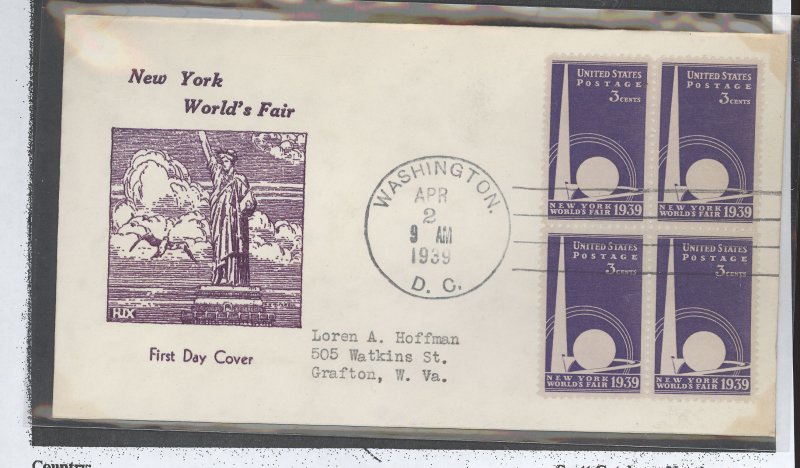 New York
World's Fair
RIX
First Day Cover
WASHINGTON.
APR
2
9 AM
1939
D. C.
Loren A. Hoffman
505 Watkins St.
Grafton, W. Va.
UNITED STATES
POSTAGE
3 CENTS
NEW YORK
WORLD'S FAIR 1939
UNITED STATES
POSTAGE
3 CENTS
NEW YORK
WORLD'S FAIR 1939
UNITED STATES
POSTAGE
3 CENTS
NEW YORK
WORLD'S FAIR 1939
UNITED STATES
POSTAGE
3 CENTS
NEW YORK
WORLD'S FAIR 1939
Country: